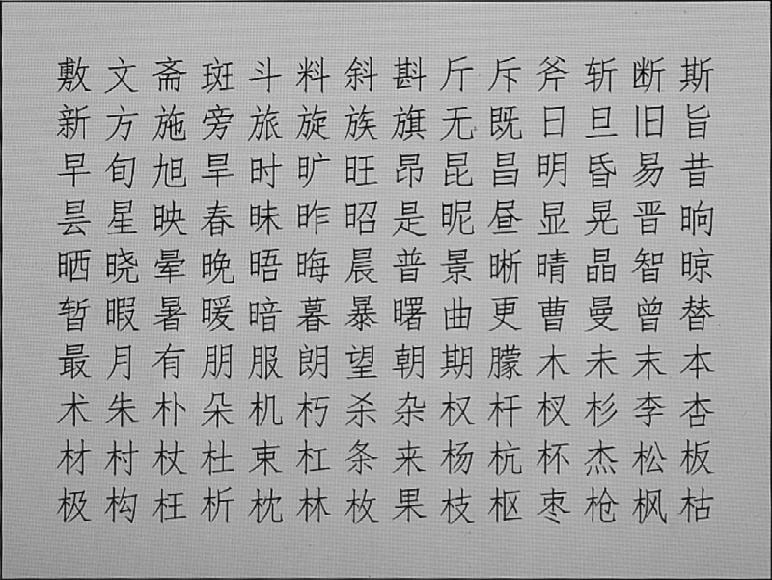 敷文斋斑斗料斜斟斤斥斧斩断斯
新方施旁旅旋族旗无既日旦旧旨
早旬旭旱时旷旺昂昆昌明昏易昔
昙星映春昧昨昭是昵昼显晃晋晌
晒晓晕晚晤晦晨普景晰晴晶智晾
暂暇暑暖暗暮暴曙曲更曹曼曾替
最月有朋服朗望朝期朦木未末本
术朱朴朵机朽杀杂权杆杈杉李杏
材村杖杜束杠条来杨杭杯杰松板
极构枉析枕林枚果枝枢枣枪枫枯